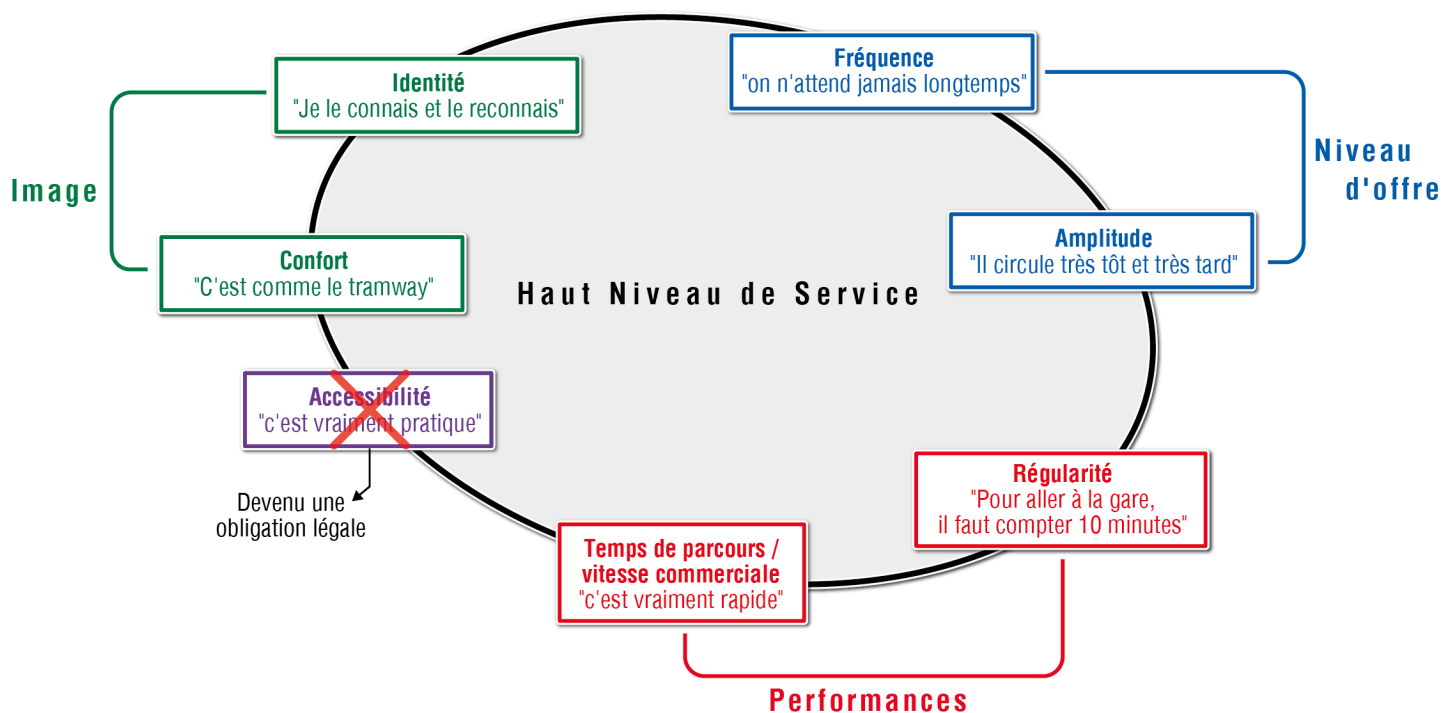 Identité
"Je le connais et le reconnais"
Fréquence
"on n'attend jamais longtemps"
Image
Niveau
d'offre
Confort
"C'est comme le tramway"
Amplitude
"Il circule très tôt et très tard"
Haut Niveau de Service
Accessibilité
"c'est vraiment pratique"
Devenu une
obligation légale
Régularité
"Pour aller à la gare,
il faut compter 10 minutes"
Temps de parcours /
vitesse commerciale
"c'est vraiment rapide"
Performances